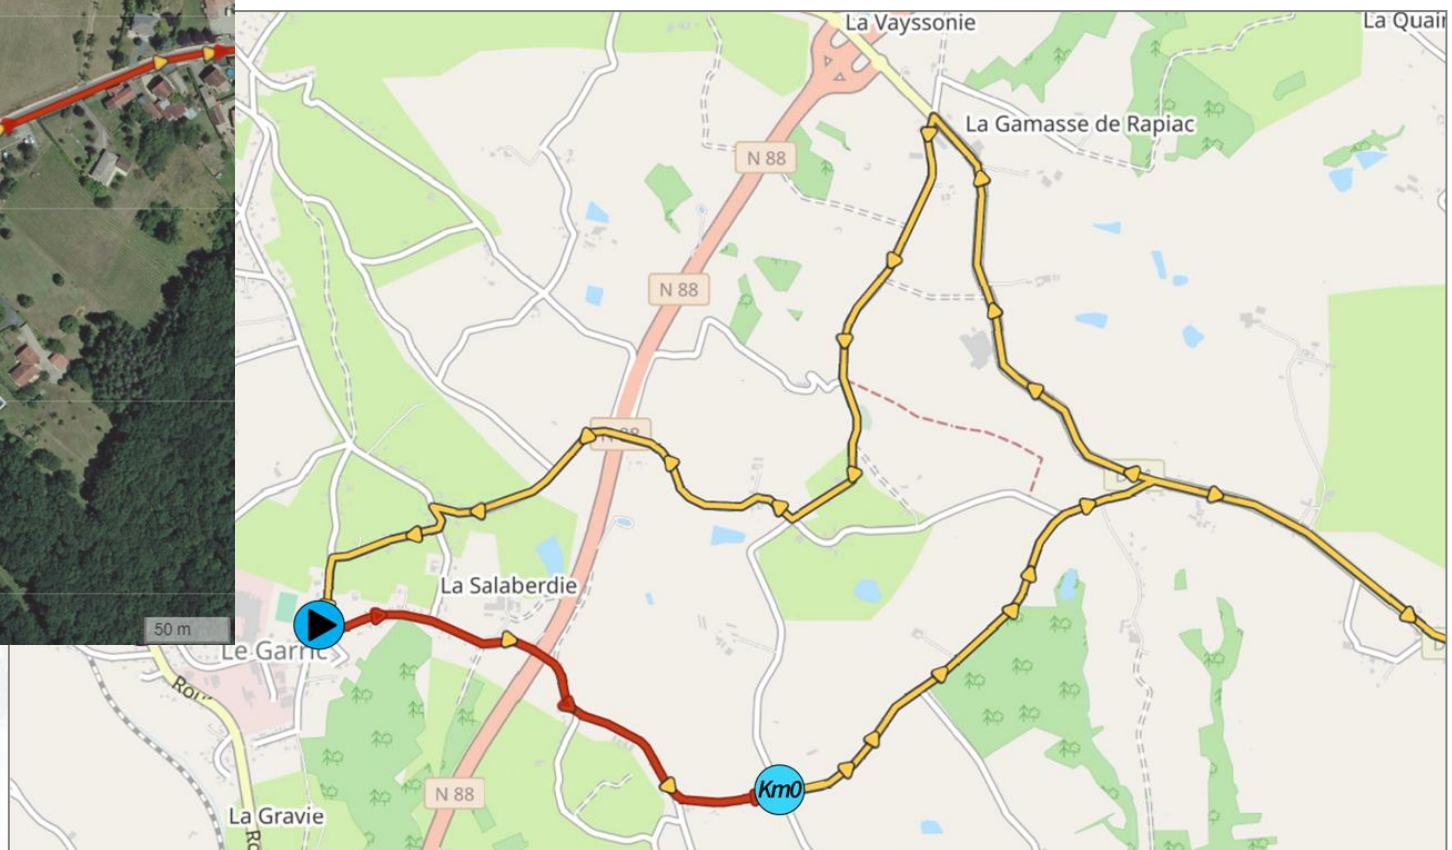 La Vayssonie
La Quair
La Gamasse de Rapiac
N 88
N 88
N 88
La Salaberdie
50 m
Le Garric
Km0
N 88
La Gravie